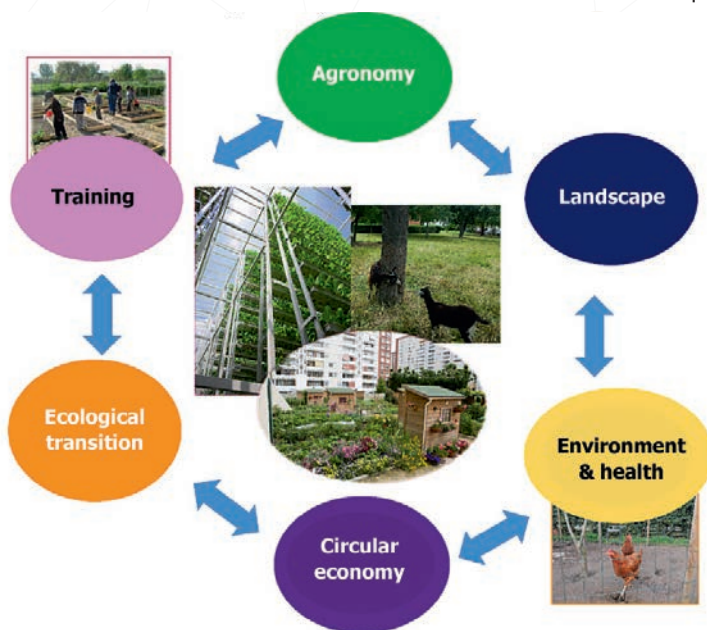 Agronomy
Training
Landscape
Ecological
transition
Environment
& health
Circular
economy